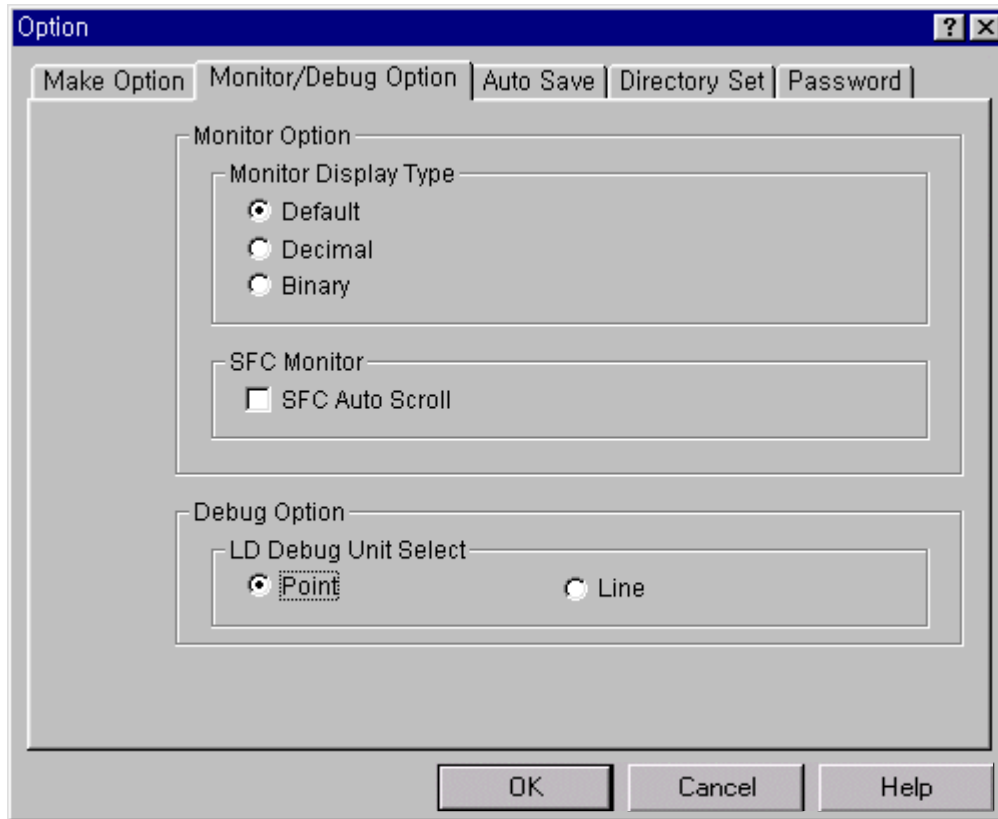 Option
Make Option Monitor/Debug Option Auto Save Directory Set Password
Monitor Option
Monitor Display Type
Default
Decimal
Binary
SFC Monitor
SFC Auto Scroll
Debug Option
LD Debug Unit Select
Point Line
OK Cancel Help